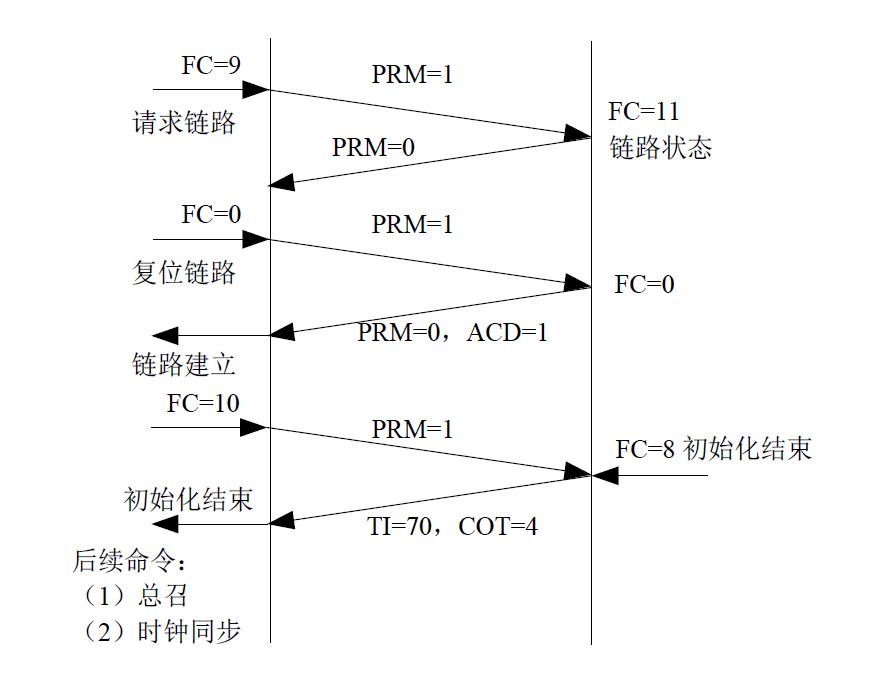 FC=9
PRM=1
请求链路
FC=11
链路状态
PRM=0
FC=0
PRM=1
复位链路
FC=0
PRM=0，ACD=1
链路建立
FC=10
PRM=1
FC=8 初始化结束
初始化结束
TI=70，COT=4
后续命令：
（1）总召
（2）时钟同步